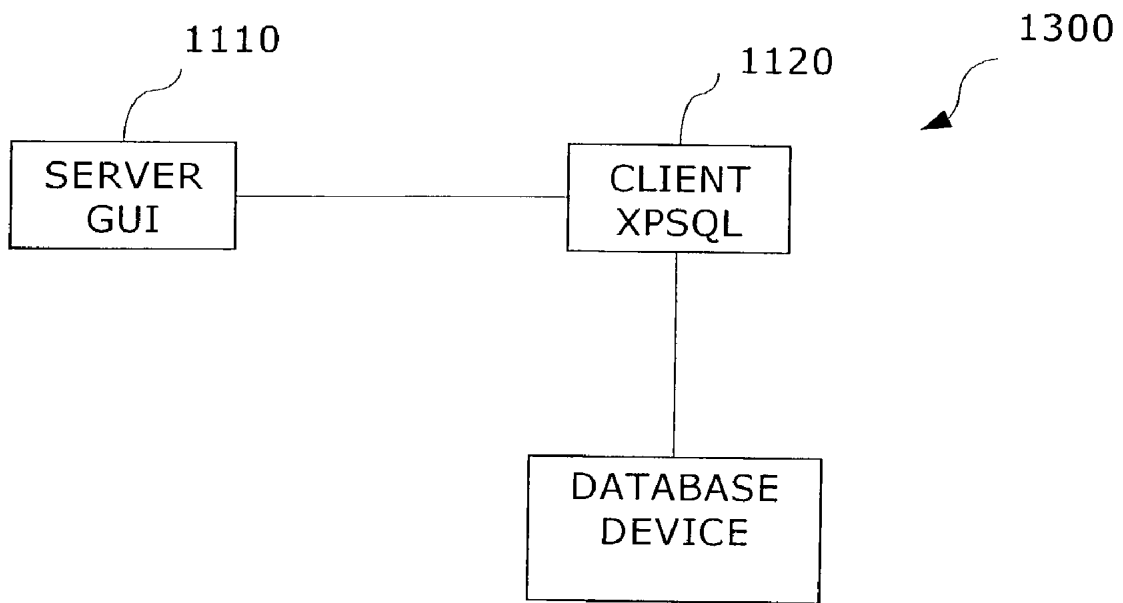 1110
1120
1300
SERVER
GUI
CLIENT
XPSQL
DATABASE
DEVICE